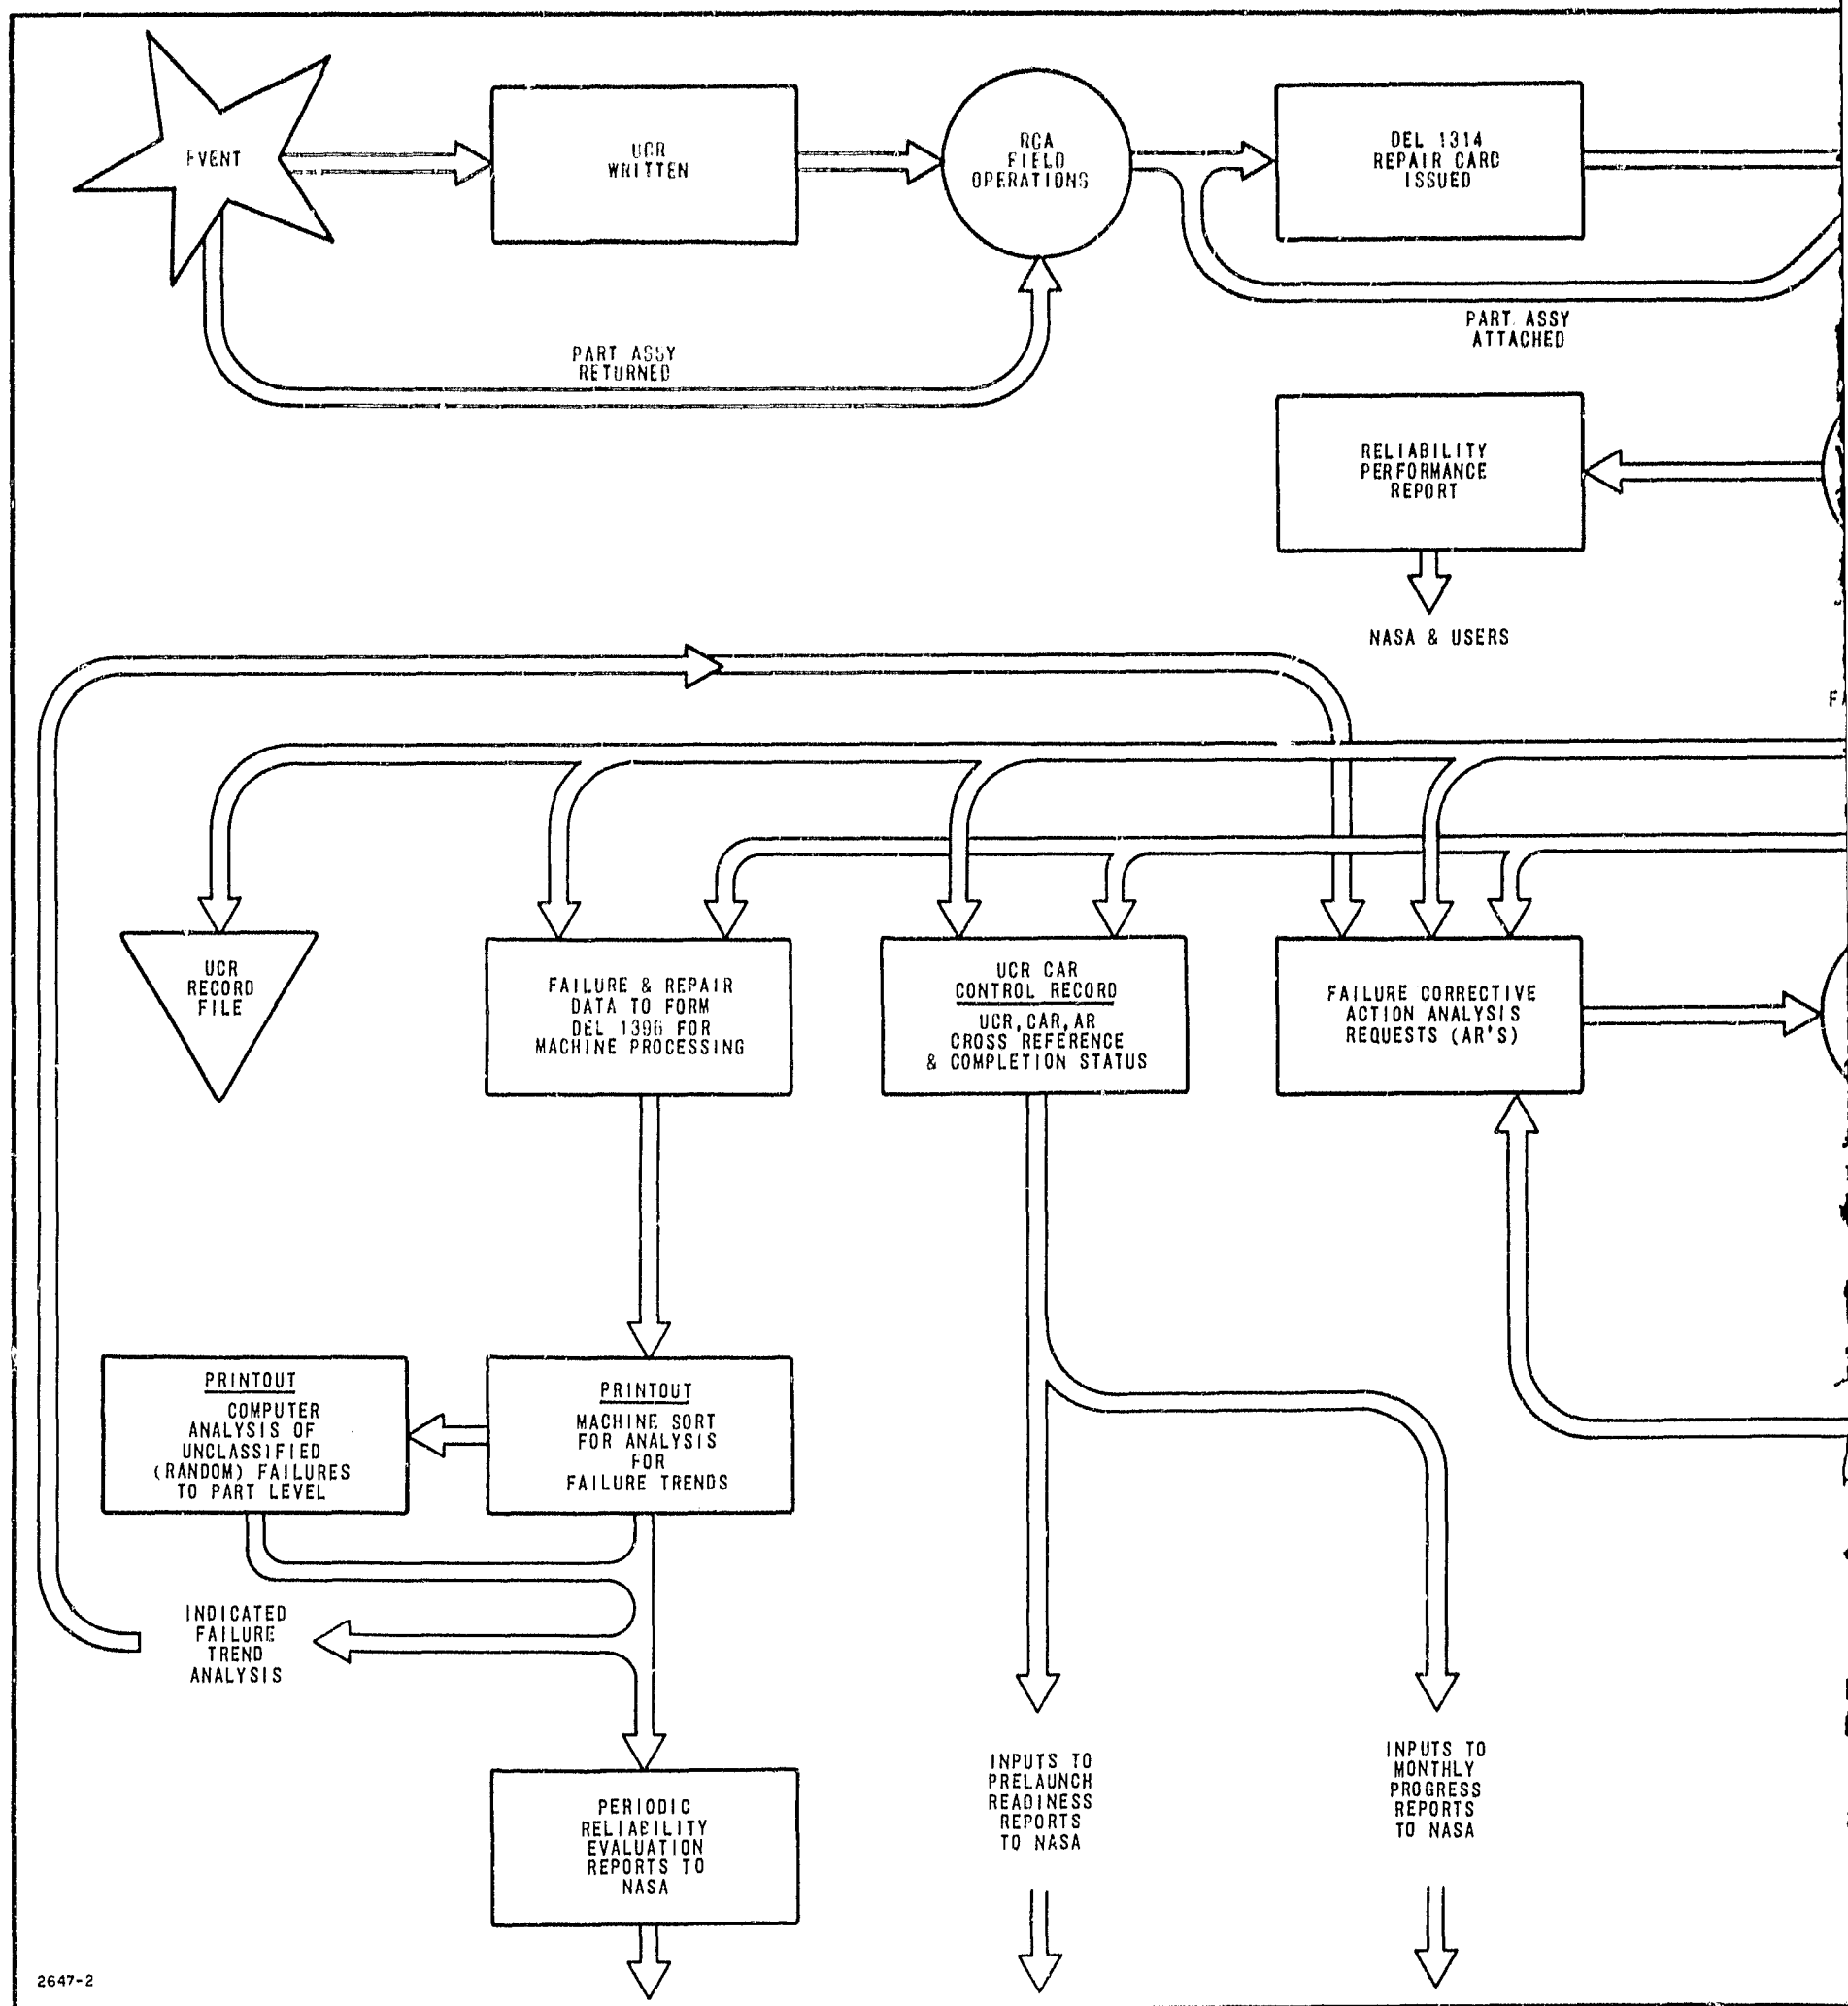 EVENT
UCR
WRITTEN
RCA
FIELD
OPERATIONS
DEL 1314
REPAIR CARD
ISSUED
PART ASSY
RETURNED
PART ASSY
ATTACHED
RELIABILITY
PERFORMANCE
REPORT
NASA & USERS
UCR
RECORD
FILE
FAILURE & REPAIR
DATA TO FORM
DEL 1396 FOR
MACHINE PROCESSING
UCR CAR
CONTROL RECORD
UCR, CAR, AR
CROSS REFERENCE
& COMPLETION STATUS
FAILURE CORRECTIVE
ACTION ANALYSIS
REQUESTS (AR'S)
PRINTOUT
COMPUTER
ANALYSIS OF
UNCLASSIFIED
(RANDOM) FAILURES
TO PART LEVEL
PRINTOUT
MACHINE SORT
FOR ANALYSIS
FOR
FAILURE TRENDS
INDICATED
FAILURE
TREND
ANALYSIS
PERIODIC
RELIABILITY
EVALUATION
REPORTS TO
NASA
INPUTS TO
PRELAUNCH
READINESS
REPORTS
TO NASA
INPUTS TO
MONTHLY
PROGRESS
REPORTS
TO NASA
2647-2